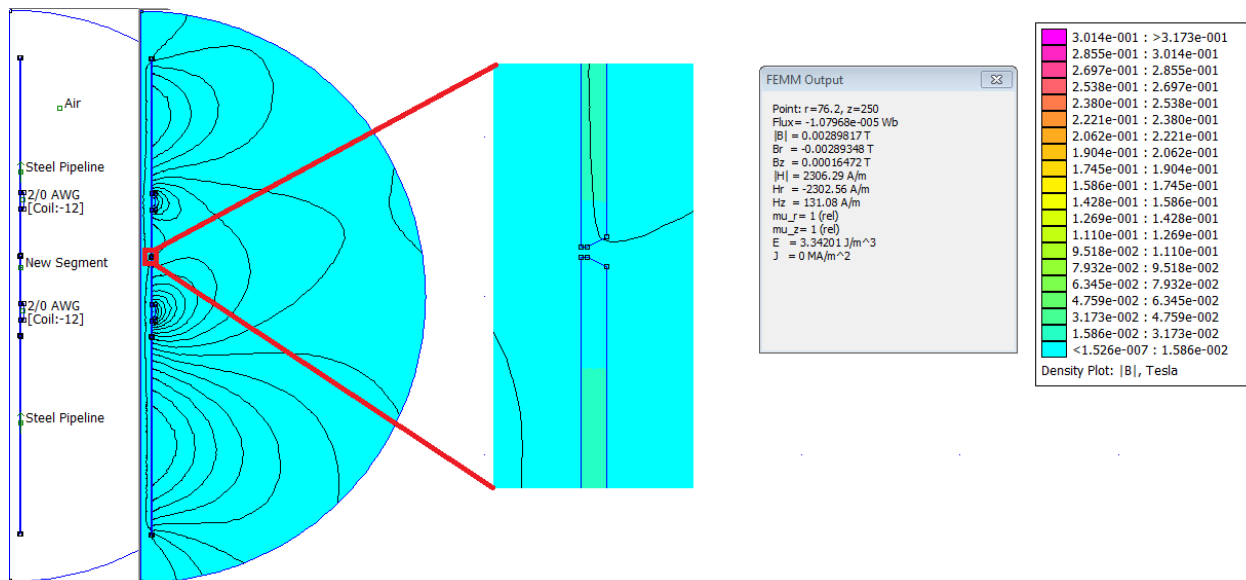 Air
Steel Pipeline
2/0 AWG
[Coil:-12]
New Segment
2/0 AWG
[Coil:-12]
Steel Pipeline
FEMM Output
Point: r=76.2, z=250
Flux= -1.07968e-005 Wb
|B| = 0.00289817 T
Br = -0.00289348 T
Bz = 0.00016472 T
|H| = 2306.29 A/m
Hr = -2302.56 A/m
Hz = 131.08 A/m
mu_r= 1 (rel)
mu_z= 1 (rel)
E = 3.34201 J/m^3
J = 0 MA/m^2
3.014e-001 : >3.173e-001
2.855e-001 : 3.014e-001
2.697e-001 : 2.855e-001
2.538e-001 : 2.697e-001
2.380e-001 : 2.538e-001
2.221e-001 : 2.380e-001
2.062e-001 : 2.221e-001
1.904e-001 : 2.062e-001
1.745e-001 : 1.904e-001
1.586e-001 : 1.745e-001
1.428e-001 : 1.586e-001
1.269e-001 : 1.428e-001
1.110e-001 : 1.269e-001
9.518e-002 : 1.110e-001
7.932e-002 : 9.518e-002
6.345e-002 : 7.932e-002
4.759e-002 : 6.345e-002
3.173e-002 : 4.759e-002
1.586e-002 : 3.173e-002
<1.526e-007 : 1.586e-002
Density Plot: |B|, Tesla